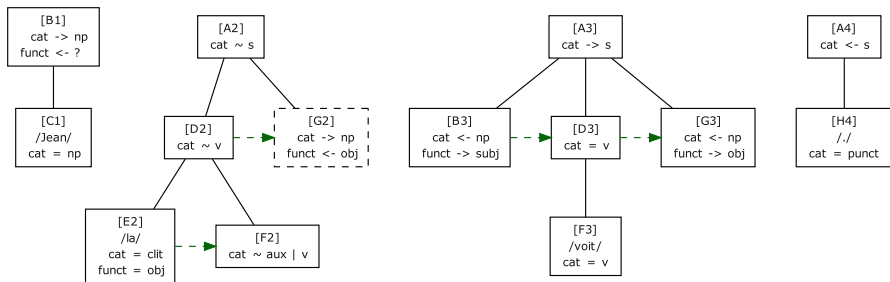 [B1]
cat -> np
funct <- ?
[C1]
/Jean/
cat = np
[A2]
cat ~ s
[D2]
cat ~ v
[G2]
cat -> np
funct <- obj
[E2]
/la/
cat = clit
funct = obj
[F2]
cat ~ aux | v
[A3]
cat -> s
[B3]
cat <- np
funct -> subj
[D3]
cat = v
[G3]
cat <- np
funct -> obj
[F3]
/voit/
cat = v
[A4]
cat <- s
[H4]
/./
cat = punct